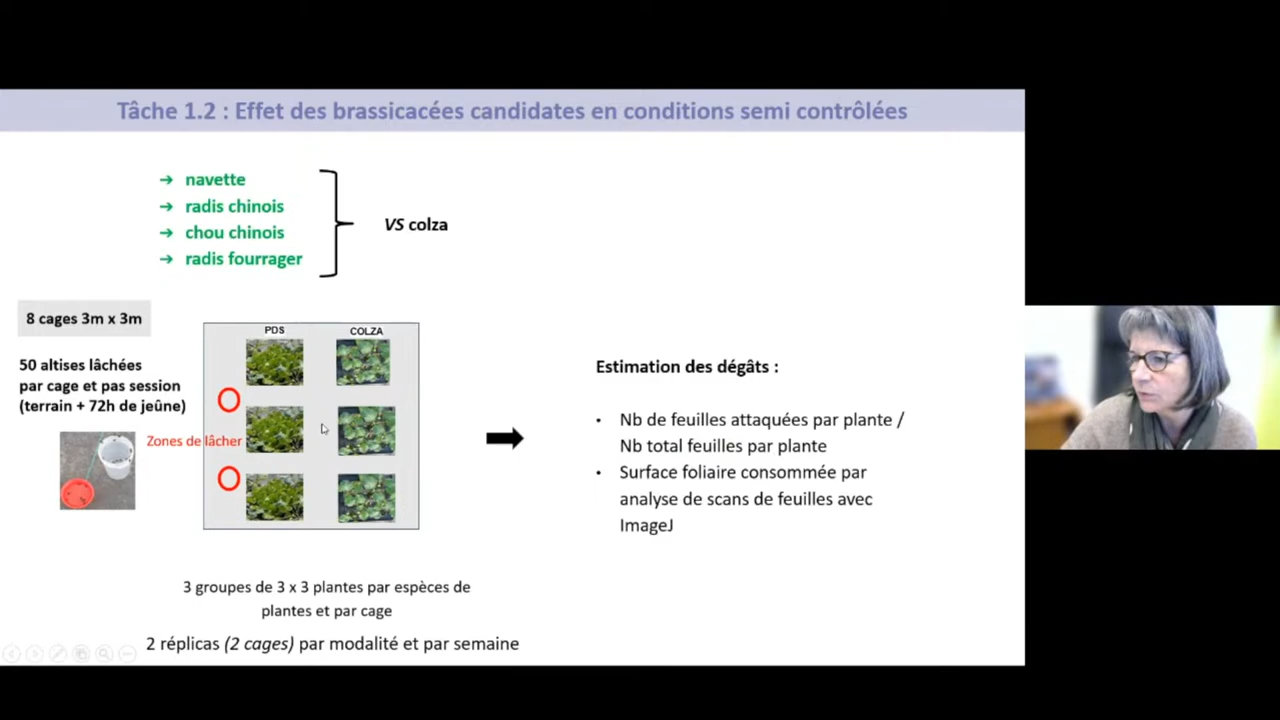 Tâche 1.2 : Effet des brassicacées candidates en conditions semi contrôlées
→ navette
→ radis chinois
→ chou chinois
→ radis fourrager
VS colza
8 cages 3m x 3m
50 altises lâchées
par cage et pas session
(terrain + 72h de jeûne)
Zones de lâcher
PDS
COLZA
Estimation des dégâts :
• Nb de feuilles attaquées par plante /
Nb total feuilles par plante
• Surface foliaire consommée par
analyse de scans de feuilles avec
ImageJ
3 groupes de 3 x 3 plantes par espèces de
plantes et par cage
2 réplicas (2 cages) par modalité et par semaine